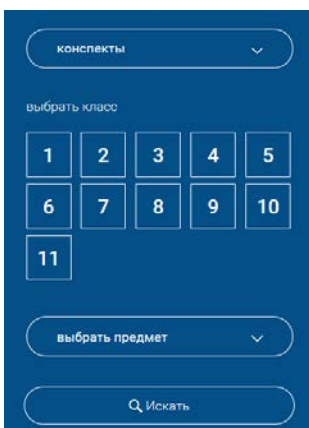 конспекты
выбрать класс
1 2 3 4 5
6 7 8 9 10
11
выбрать предмет
Искать